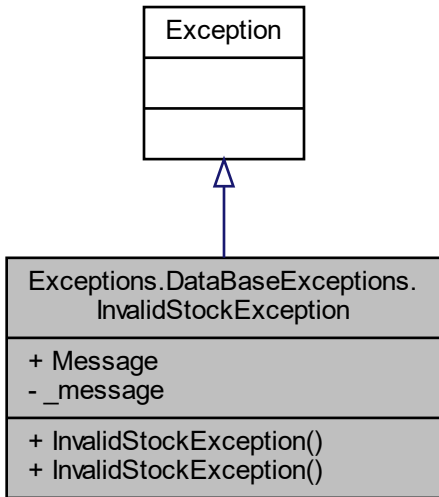 Exception
Exceptions.DataBaseExceptions.
InvalidStockException
+ Message
- _message
+ InvalidStockException()
+ InvalidStockException()